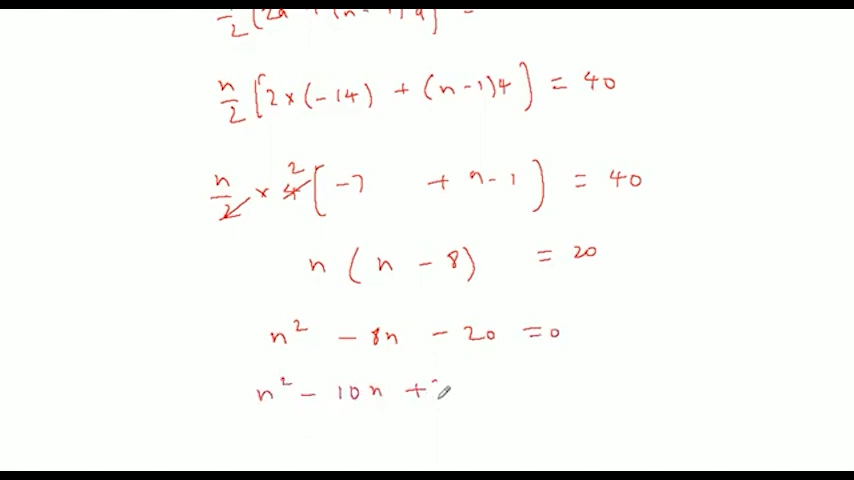 n/2 [2×(-14) + (n-1)4] = 40
n/2 × 4 2 [-7 + n-1] = 40
n (n - 8) = 20
n² - 8n - 20 = 0
n² - 10n +